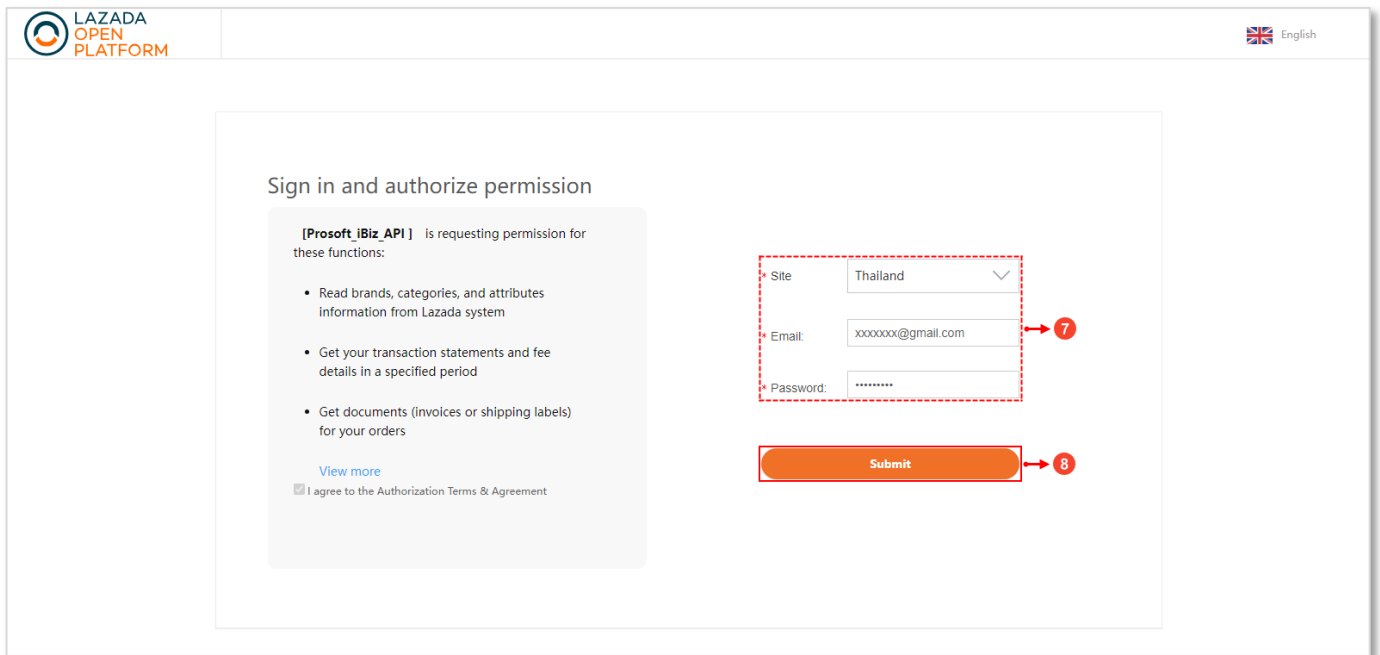 LAZADA
OPEN
PLATFORM
English
Sign in and authorize permission
[Prosoft_iBiz_API ] is requesting permission for
these functions:
• Read brands, categories, and attributes
information from Lazada system
• Get your transaction statements and fee
details in a specified period
• Get documents (invoices or shipping labels)
for your orders
View more
I agree to the Authorization Terms & Agreement
* Site
Thailand
* Email:
xxxxxxx@gmail.com
7
* Password:
•••••••••
Submit
8